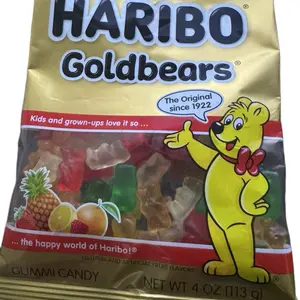 HARIBO®
Goldbears®
The Original
since 1922
Kids and grown-ups love it so ...
... the happy world of Haribo!®
GUMMI CANDY
NET WT 4 OZ (113 g)